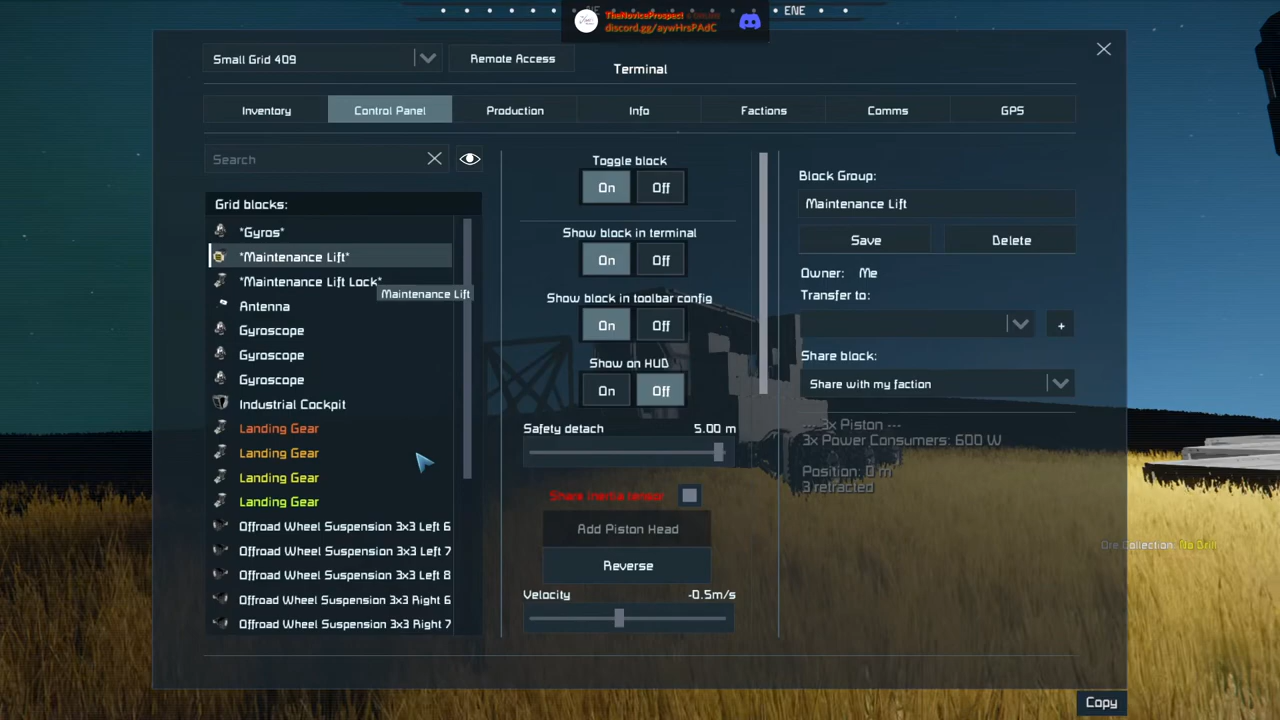 ENE
TheNoviceProspect
discord.gg/aywHrsPAdC
Small Grid 409
Remote Access
Terminal
Inventory
Control Panel
Production
Info
Factions
Comms
GPS
Search
Grid blocks:
*Gyros*
*Maintenance Lift*
*Maintenance Lift Lock*
Maintenance Lift
Antenna
Gyroscope
Gyroscope
Gyroscope
Industrial Cockpit
Landing Gear
Landing Gear
Landing Gear
Landing Gear
Offroad Wheel Suspension 3x3 Left 6
Offroad Wheel Suspension 3x3 Left 7
Offroad Wheel Suspension 3x3 Left 8
Offroad Wheel Suspension 3x3 Right 6
Offroad Wheel Suspension 3x3 Right 7
Toggle block
On Off
Show block in terminal
On Off
Show block in toolbar config
On Off
Show on HUD
On Off
Safety detach 5.00 m
Share inertia tensor
Add Piston Head
Reverse
Velocity -0.5m/s
Block Group:
Maintenance Lift
Save Delete
Owner: Me
Transfer to:
+
Share block:
Share with my faction
--- 3x Piston ---
3x Power Consumers: 600 W
Position: 0 m
3 retracted
Ore Collection: No Drill
Copy